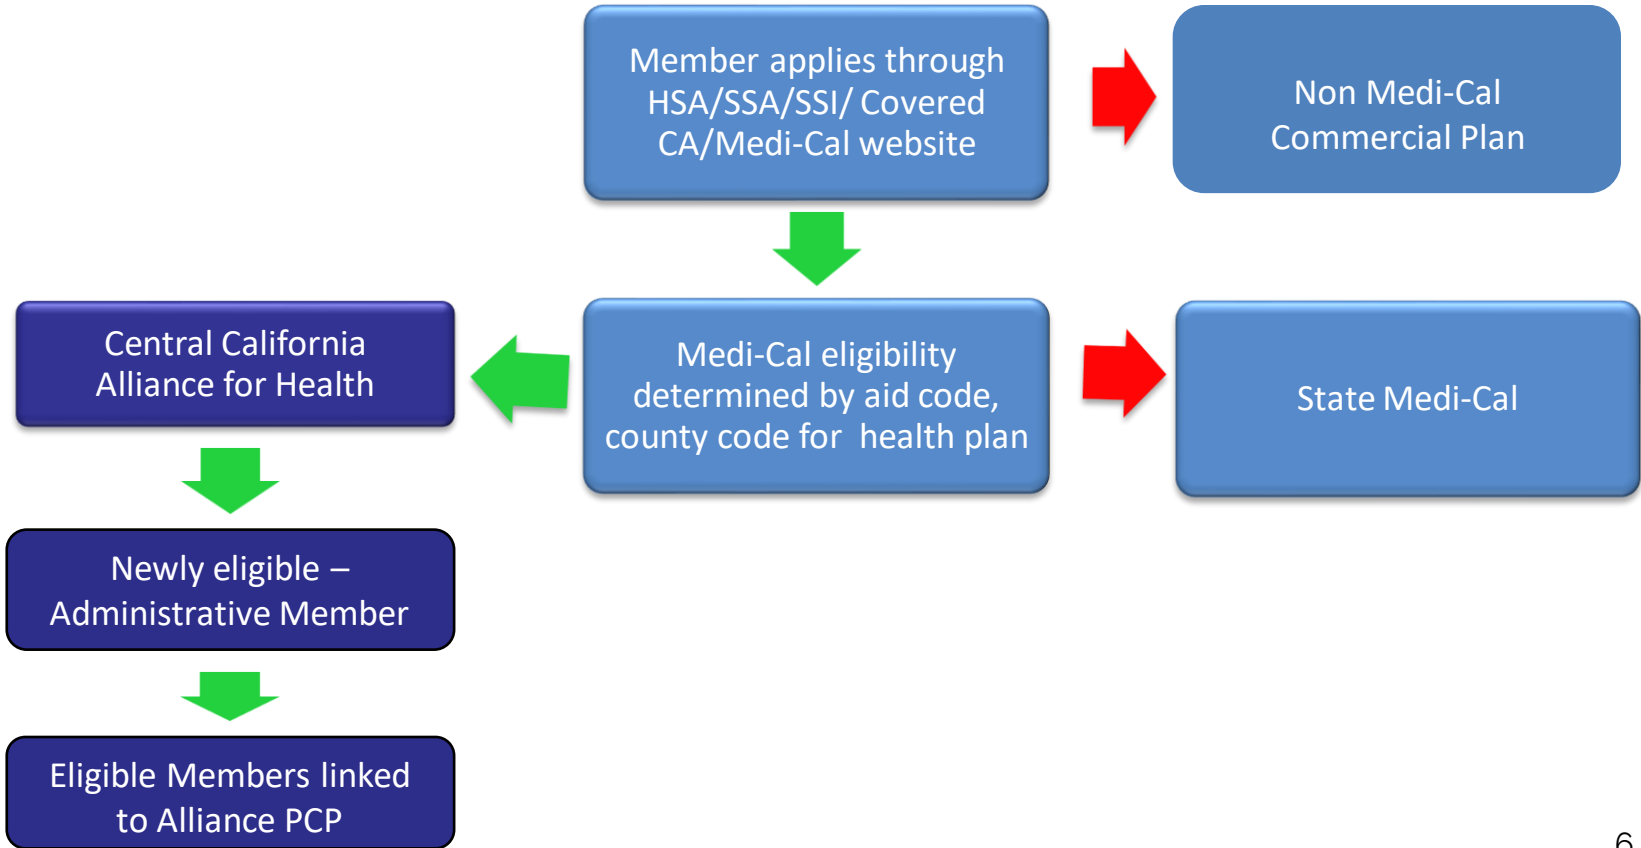 Member applies through
HSA/SSA/SSI/ Covered
CA/Medi-Cal website
Non Medi-Cal
Commercial Plan
Central California
Alliance for Health
Medi-Cal eligibility
determined by aid code,
county code for health plan
State Medi-Cal
Newly eligible –
Administrative Member
Eligible Members linked
to Alliance PCP
6